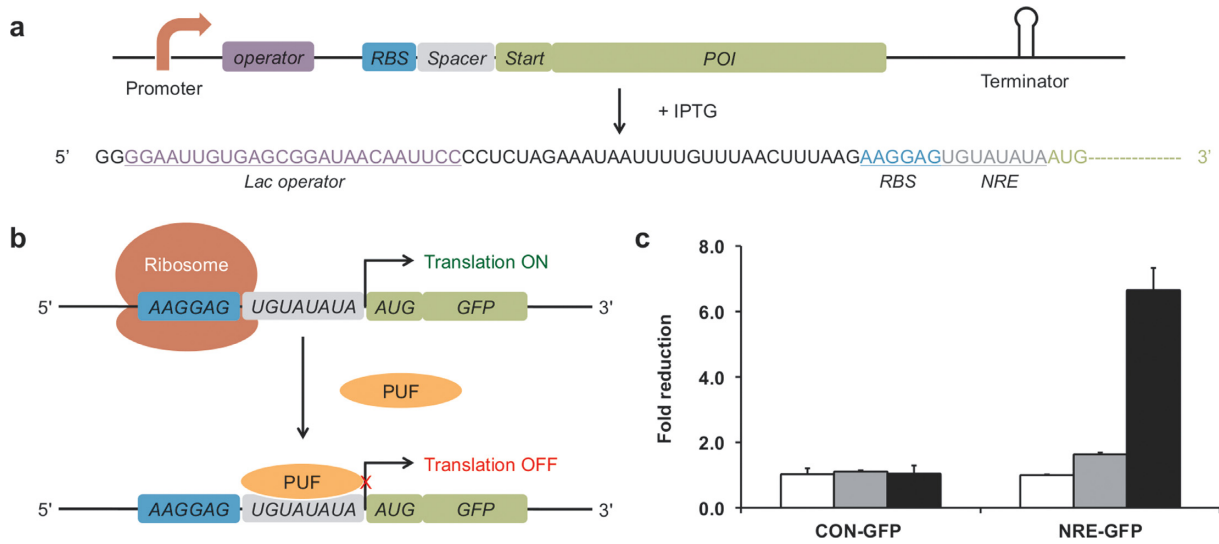 a
operator RBS Spacer Start POI
Promoter Terminator
+ IPTG
5' GGGGAAUUGUGAGCGGAUAACAAUUCCCCUCUAGAAAUAAUUUUGUUUAACUUUAAGAAGGAGUGUAUAUAAUG--------------- 3'
Lac operator RBS NRE
b
Ribosome
Translation ON
5' AAGGAG UGUAUAUA AUG GFP 3'
PUF
PUF
X
Translation OFF
5' AAGGAG UGUAUAUA AUG GFP 3'
c
Fold reduction
8.0
6.0
4.0
2.0
0.0
CON-GFP NRE-GFP